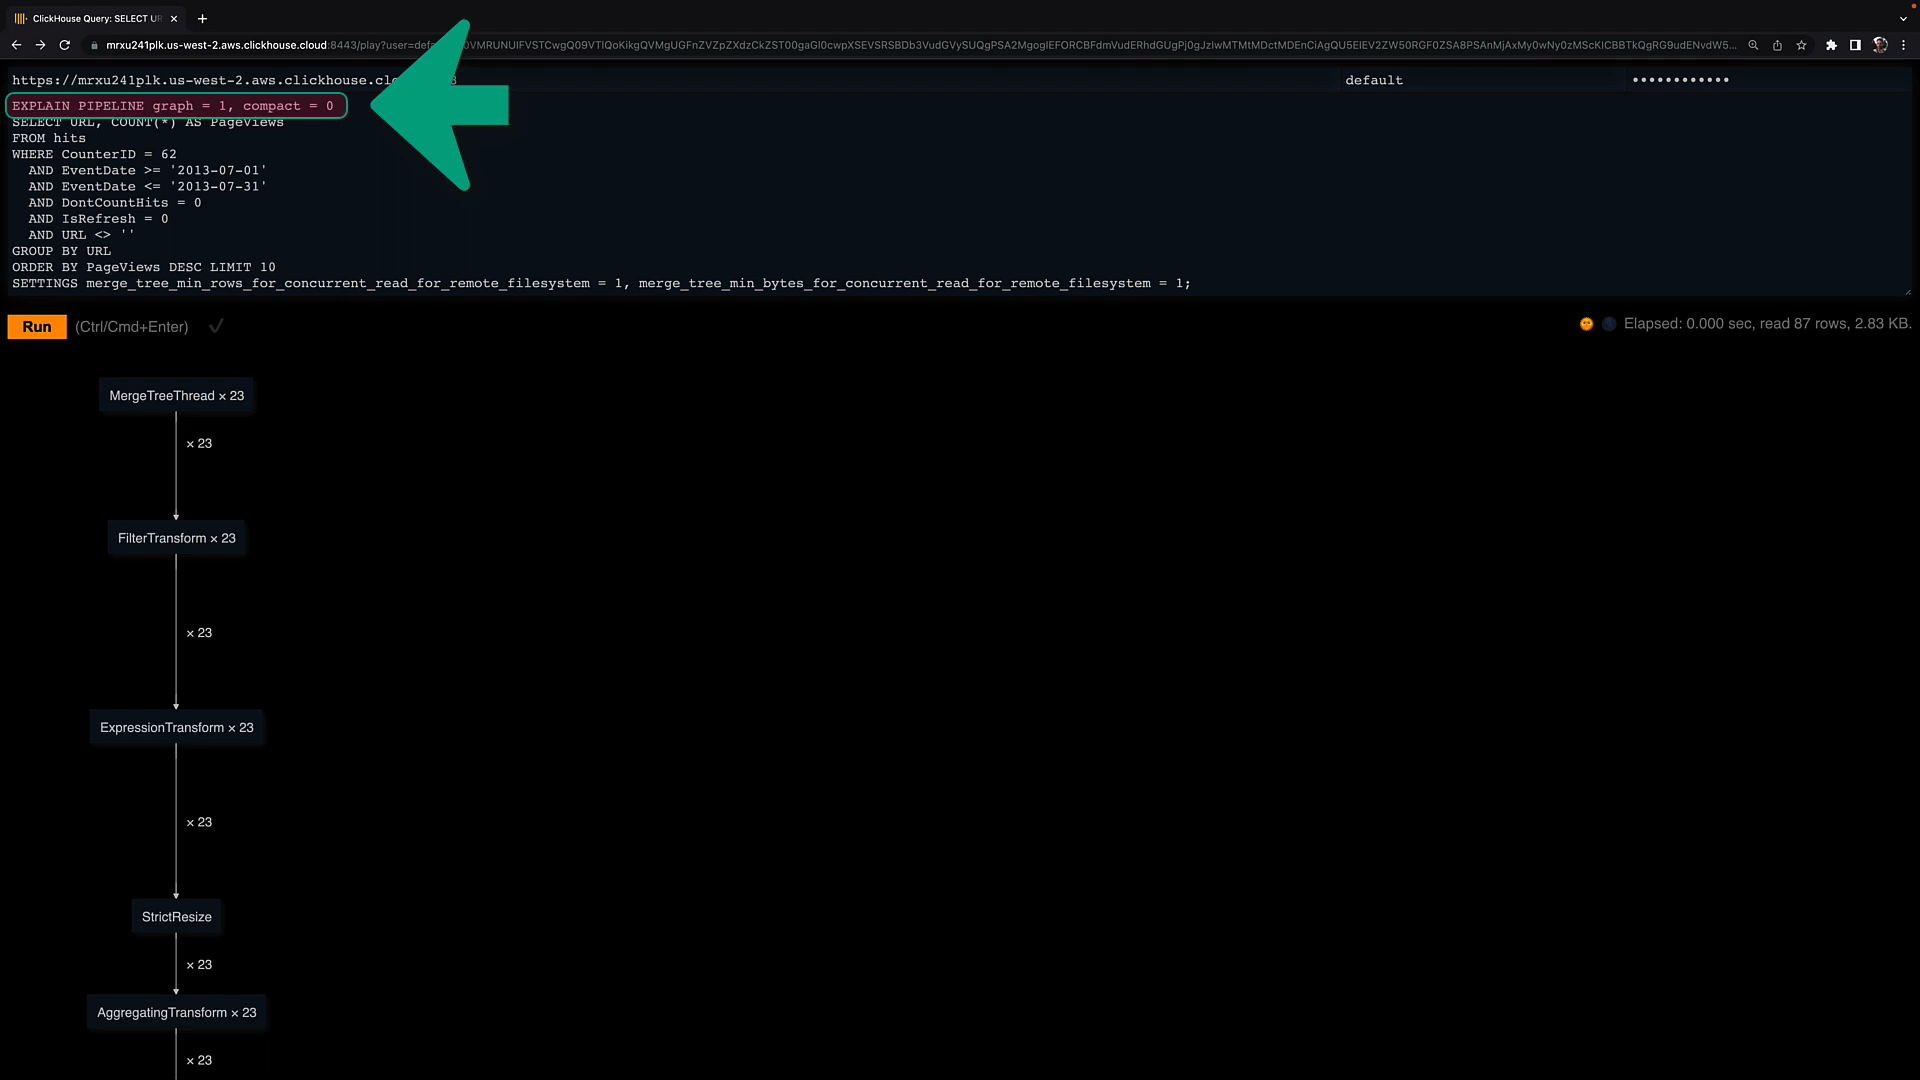 ClickHouse Query: SELECT UR
mrxu241plk.us-west-2.aws.clickhouse.cloud:8443/play?user=defa
https://mrxu241plk.us-west-2.aws.clickhouse.cl
default
••••••••••••
EXPLAIN PIPELINE graph = 1, compact = 0
SELECT URL, COUNT(*) AS PageViews
FROM hits
WHERE CounterID = 62
AND EventDate >= '2013-07-01'
AND EventDate <= '2013-07-31'
AND DontCountHits = 0
AND IsRefresh = 0
AND URL <> ''
GROUP BY URL
ORDER BY PageViews DESC LIMIT 10
SETTINGS merge_tree_min_rows_for_concurrent_read_for_remote_filesystem = 1, merge_tree_min_bytes_for_concurrent_read_for_remote_filesystem = 1;
Run (Ctrl/Cmd+Enter) ✓
Elapsed: 0.000 sec, read 87 rows, 2.83 KB.
MergeTreeThread × 23
× 23
FilterTransform × 23
× 23
ExpressionTransform × 23
× 23
StrictResize
× 23
AggregatingTransform × 23
× 23